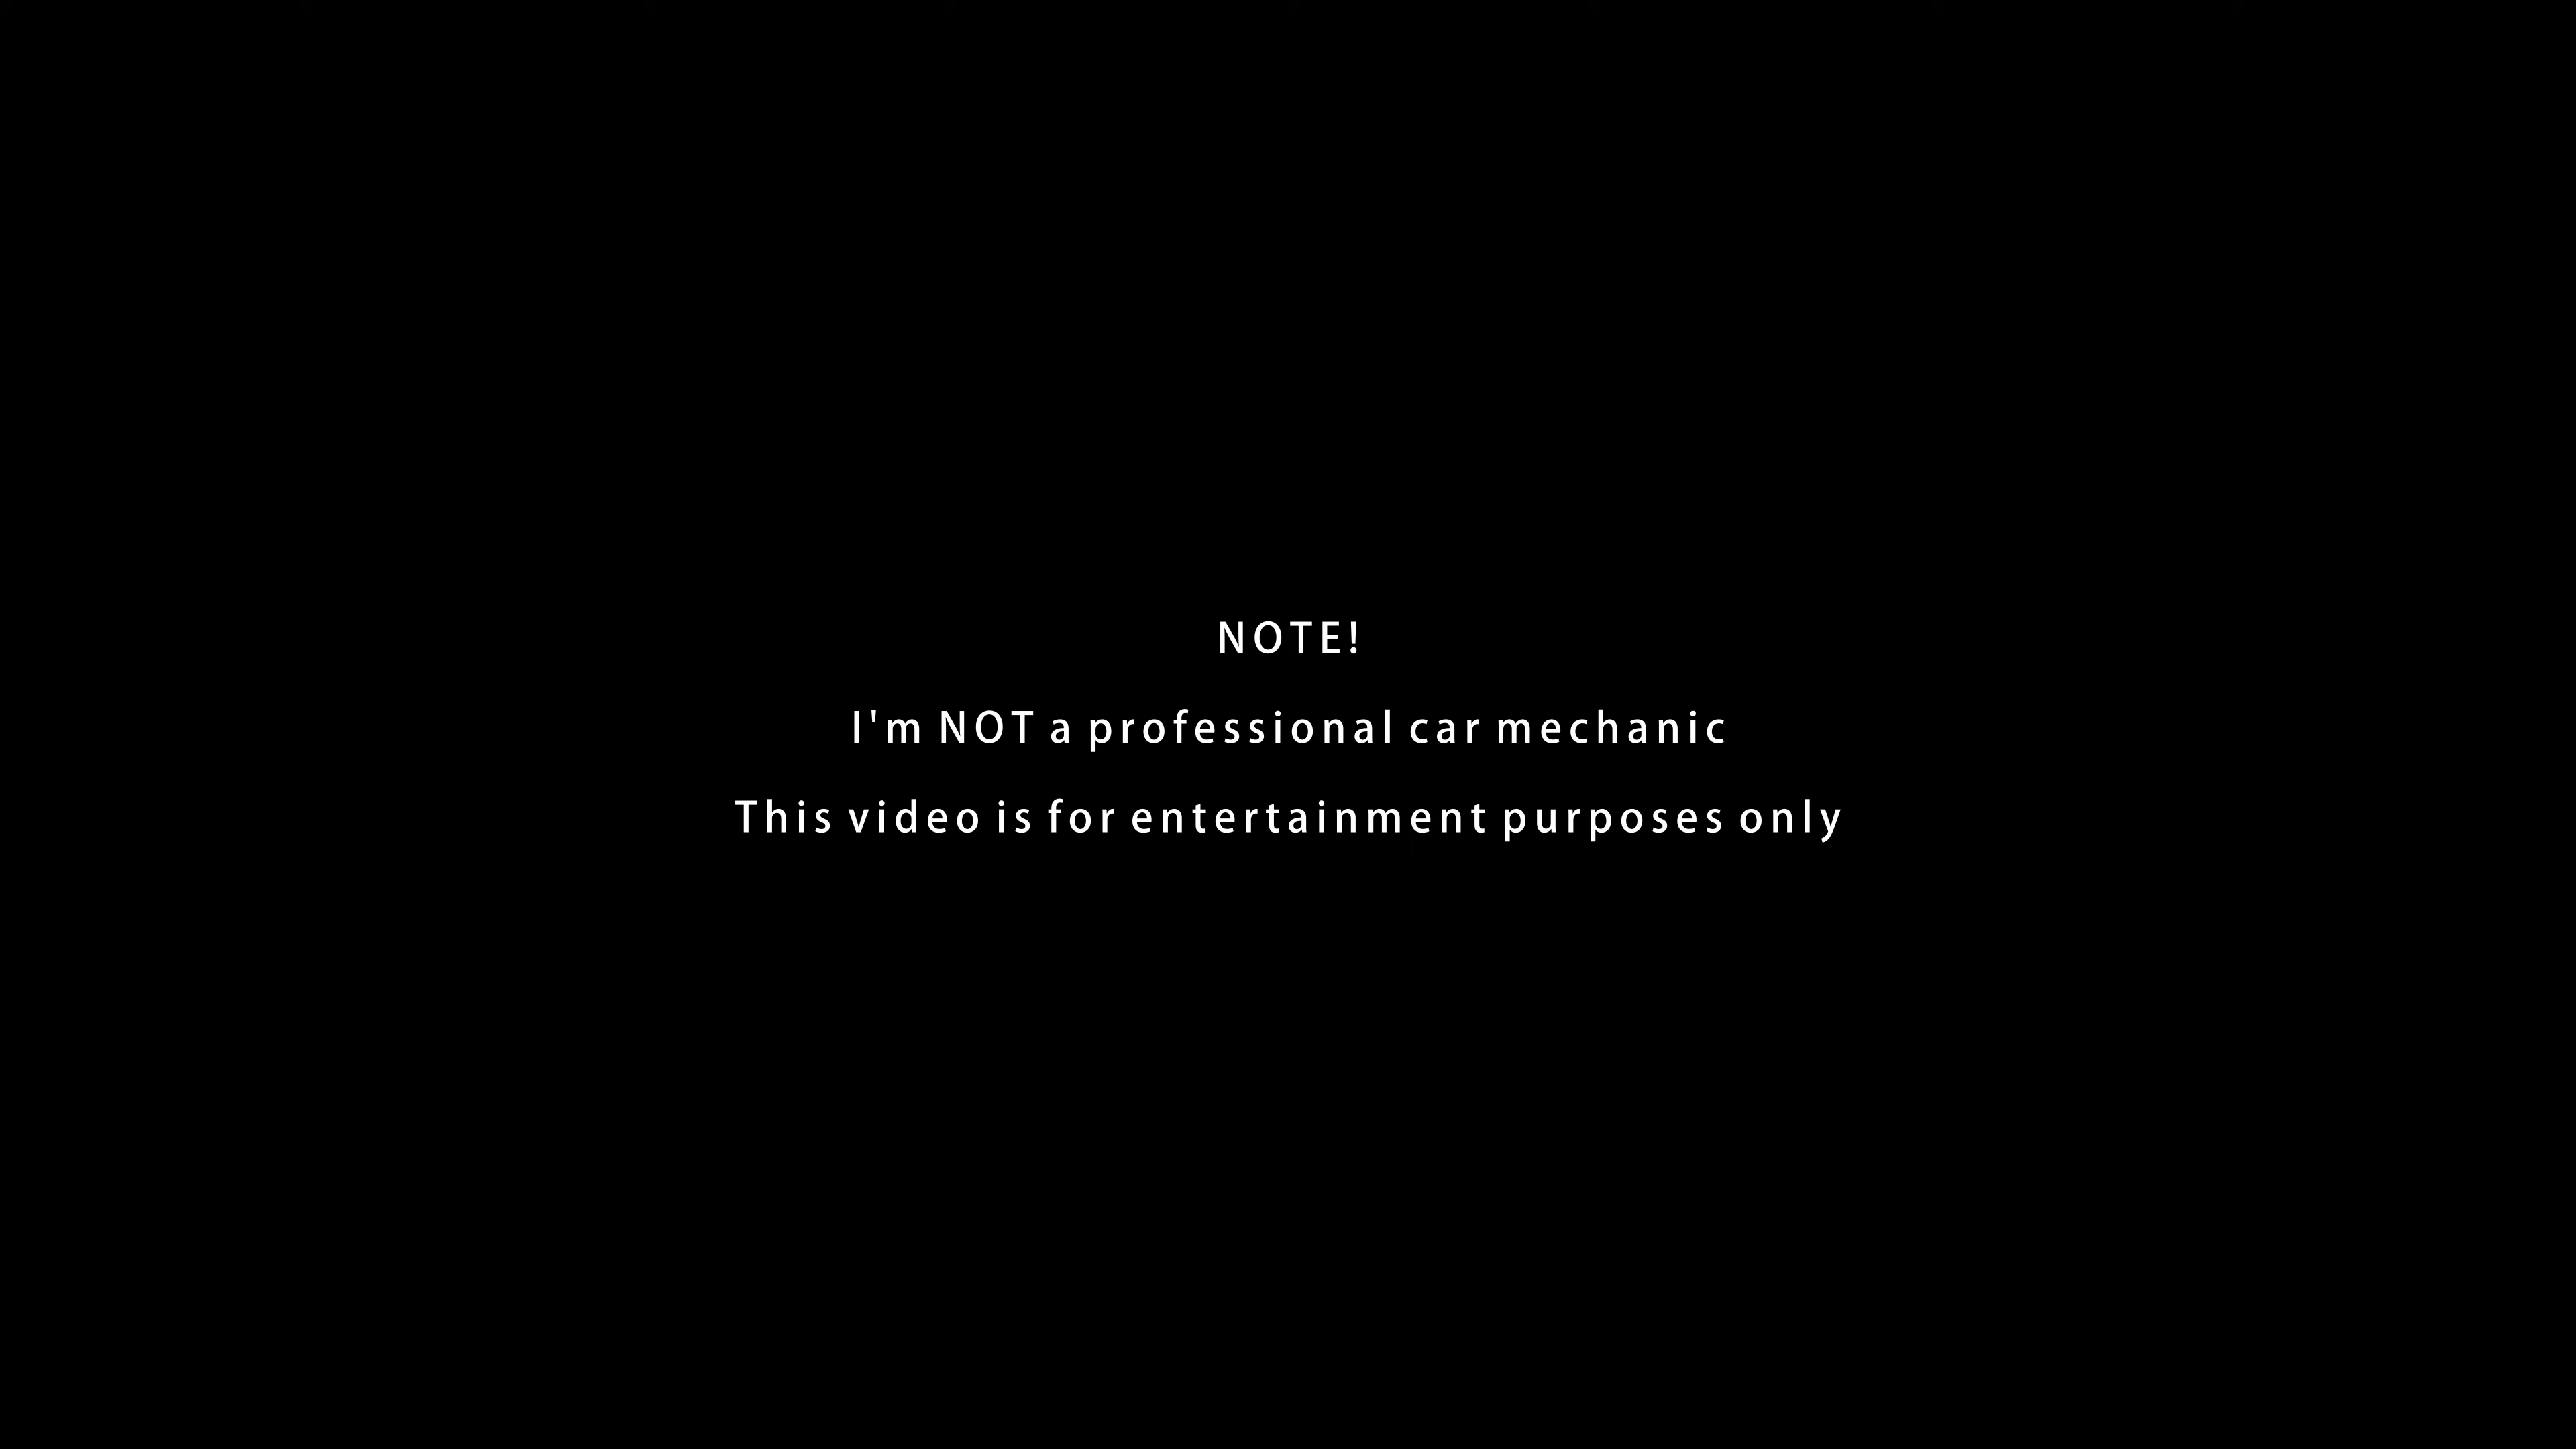 NOTE!
I'm NOT a professional car mechanic
This video is for entertainment purposes only